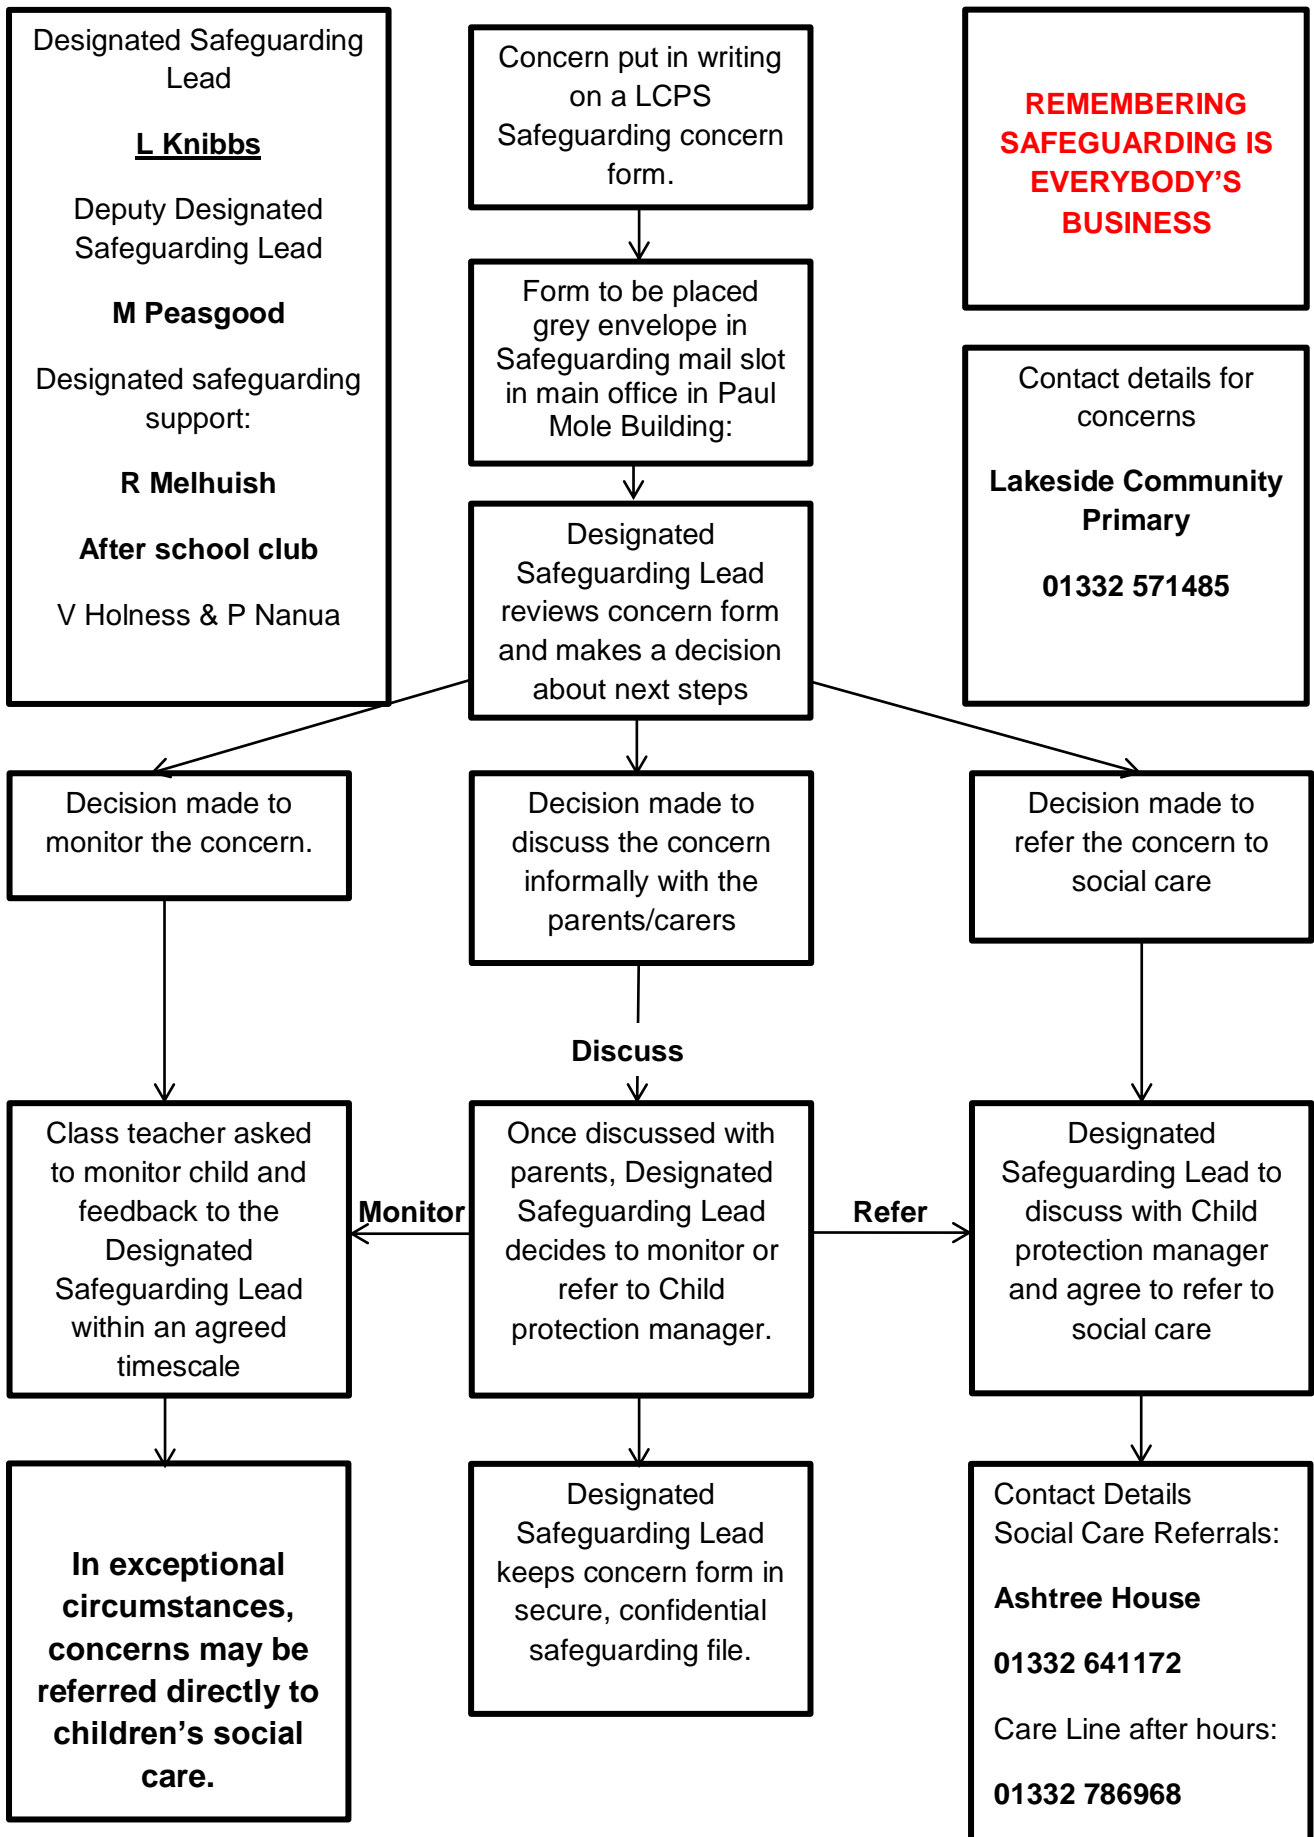 Designated Safeguarding
Lead
L Knibbs
Deputy Designated
Safeguarding Lead
M Peasgood
Designated safeguarding
support:
R Melhuish
After school club
V Holness & P Nanua
Concern put in writing
on a LCPS
Safeguarding concern
form.
REMEMBERING
SAFEGUARDING IS
EVERYBODY’S
BUSINESS
Form to be placed
grey envelope in
Safeguarding mail slot
in main office in Paul
Mole Building:
Contact details for
concerns
Lakeside Community
Primary
01332 571485
Designated
Safeguarding Lead
reviews concern form
and makes a decision
about next steps
Decision made to
monitor the concern.
Decision made to
discuss the concern
informally with the
parents/carers
Decision made to
refer the concern to
social care
Discuss
Class teacher asked
to monitor child and
feedback to the
Designated
Safeguarding Lead
within an agreed
timescale
Monitor
Once discussed with
parents, Designated
Safeguarding Lead
decides to monitor or
refer to Child
protection manager.
Refer
Designated
Safeguarding Lead to
discuss with Child
protection manager
and agree to refer to
social care
In exceptional
circumstances,
concerns may be
referred directly to
children’s social
care.
Designated
Safeguarding Lead
keeps concern form in
secure, confidential
safeguarding file.
Contact Details
Social Care Referrals:
Ashtree House
01332 641172
Care Line after hours:
01332 786968